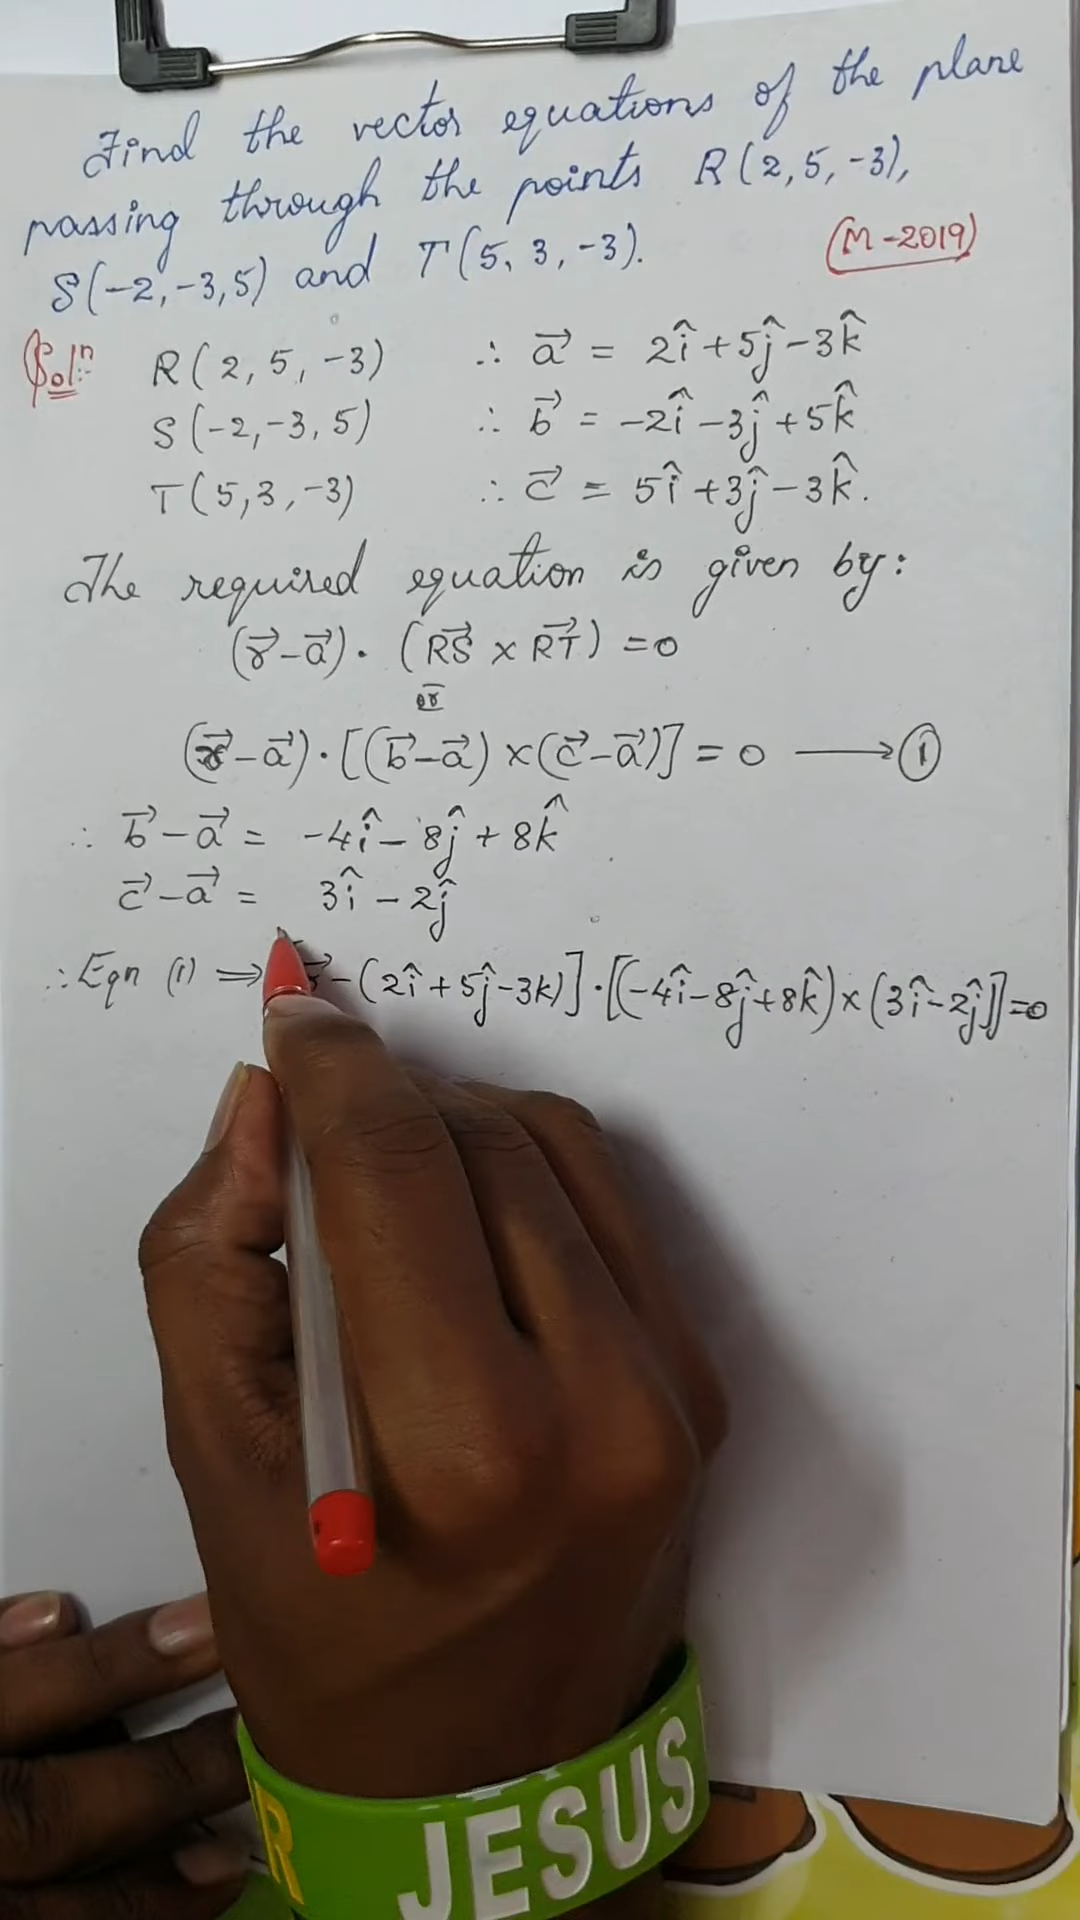 Find the vector equations of the plane
passing through the points R(2,5,-3),
S(-2,-3,5) and T(5,3,-3).
(M-2019)
Solⁿ:-
R(2, 5, -3) ∴ a⃗ = 2î+5ĵ-3k̂
S(-2,-3,5) ∴ b⃗ = -2î-3ĵ+5k̂
T(5,3,-3) ∴ c⃗ = 5î+3ĵ-3k̂.
The required equation is given by:
(r⃗-a⃗)·(RS⃗ × RT⃗) = 0
or
(r⃗-a⃗)·[(b⃗-a⃗)×(c⃗-a⃗)] = 0 ⟶ ①
∴ b⃗-a⃗ = -4î-8ĵ+8k̂
c⃗-a⃗ = 3î-2ĵ
∴ Eqn (1) ⇒ [r⃗-(2î+5ĵ-3k)]·[(-4î-8ĵ+8k̂)×(3î-2ĵ)]=0
R
JESUS